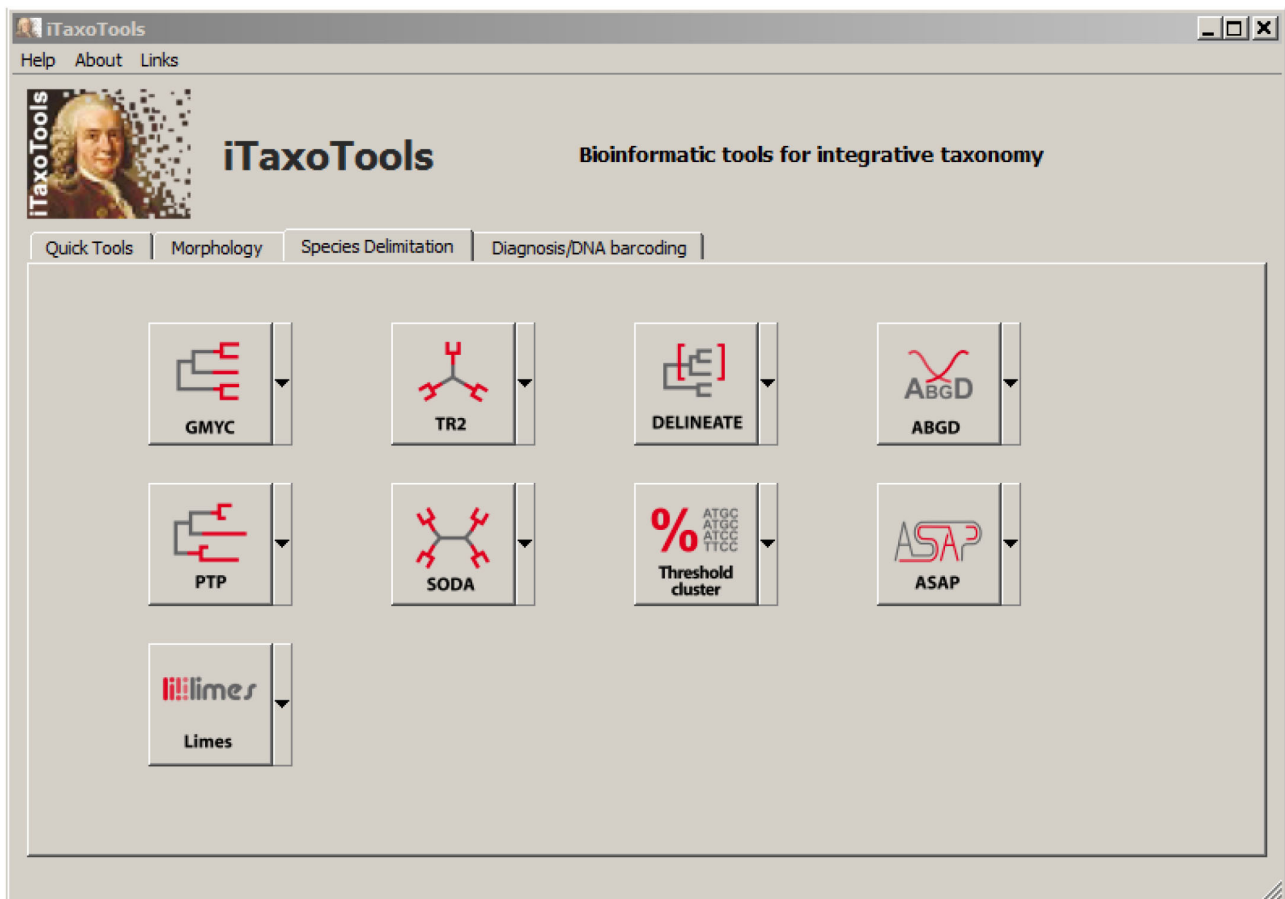 iTaxoTools
Help About Links
iTaxoTools
iTaxoTools
Bioinformatic tools for integrative taxonomy
Quick Tools Morphology Species Delimitation Diagnosis/DNA barcoding
GMYC
TR2
DELINEATE
ABGD
ABGD
PTP
SODA
% ATGC
ATGC
ATCC
TTCC
Threshold
cluster
ASAP
ASAP
limes
Limes